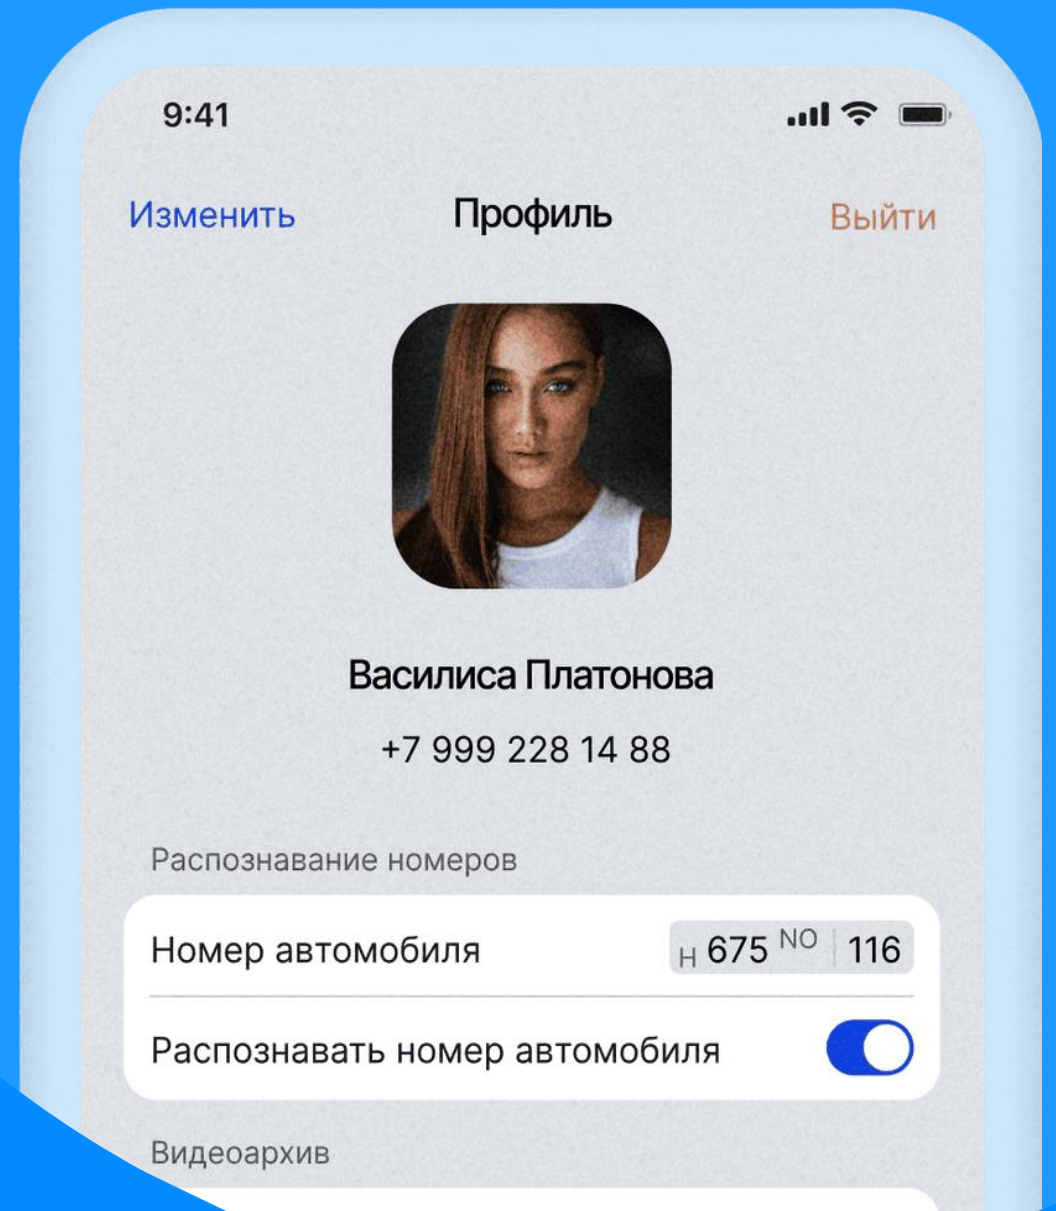 9:41
Изменить Профиль Выйти
Василиса Платонова
+7 999 228 14 88
Распознавание номеров
Номер автомобиля Н 675 NO 116
Распознавать номер автомобиля
Видеоархив